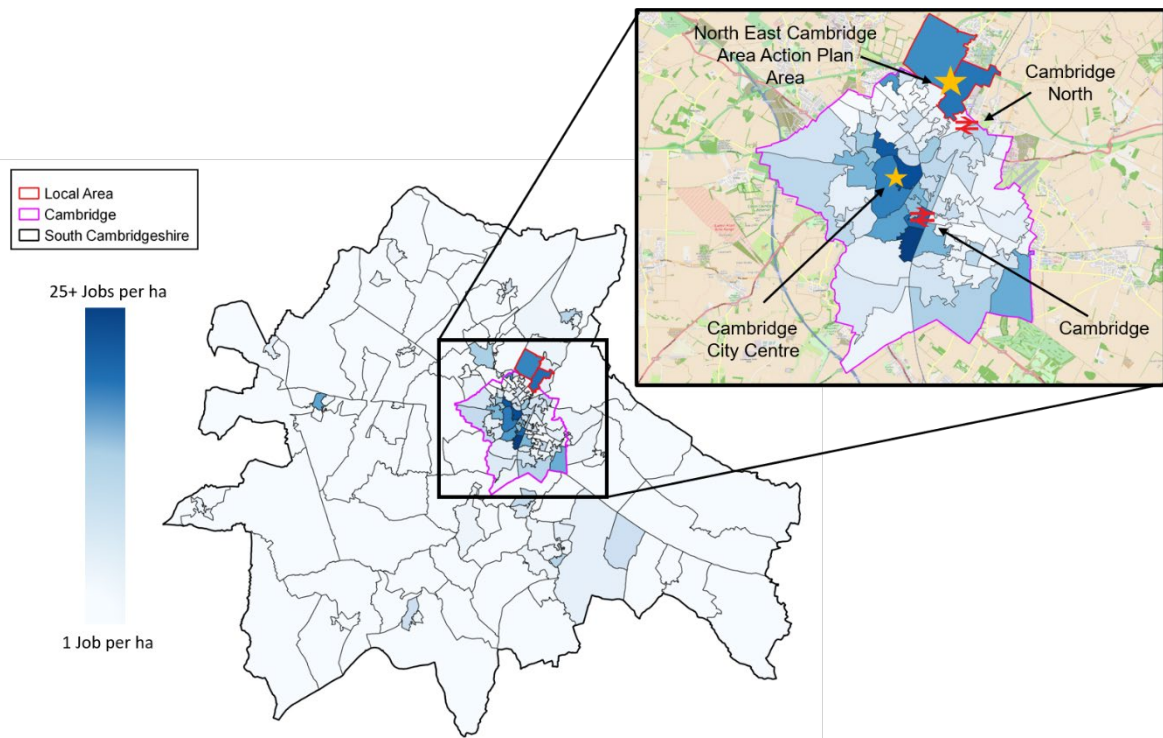 Local Area
Cambridge
South Cambridgeshire
25+ Jobs per ha
1 Job per ha
North East Cambridge
Area Action Plan
Area
Cambridge
North
Cambridge
City Centre
Cambridge